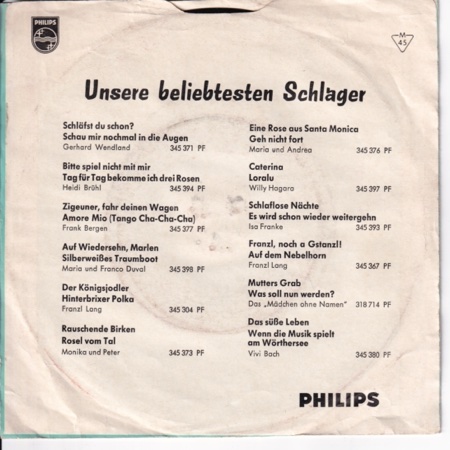 PHILIPS
M
45
Unsere beliebtesten Schlager
Schläfst du schon?
Schau mir nochmal in die Augen
Gerhard Wendland 345 371 PF
Bitte spiel nicht mit mir
Tag für Tag bekomme ich drei Rosen
Heidi Brühl 345 394 PF
Zigeuner, fahr deinen Wagen
Amore Mio (Tango Cha-Cha-Cha)
Frank Bergen 345 377 PF
Auf Wiedersehn, Marlen
Silberweißes Traumboot
Maria und Franco Duval 345 398 PF
Der Königsjodler
Hinterbrixer Polka
Franzl Lang 345 304 PF
Rauschende Birken
Rosel vom Tal
Monika und Peter 345 373 PF
Eine Rose aus Santa Monica
Geh nicht fort
Maria und Andrea 345 376 PF
Caterina
Loralu
Willy Hagara 345 397 PF
Schlaflose Nächte
Es wird schon wieder weitergehn
Isa Franke 345 393 PF
Franzl, noch a Gstanzl!
Auf dem Nebelhorn
Franzl Lang 345 367 PF
Mutters Grab
Was soll nun werden?
Das „Mädchen ohne Namen" 318 714 PF
Das süße Leben
Wenn die Musik spielt
am Wörthersee
Vivi Bach 345 380 PF
PHILIPS